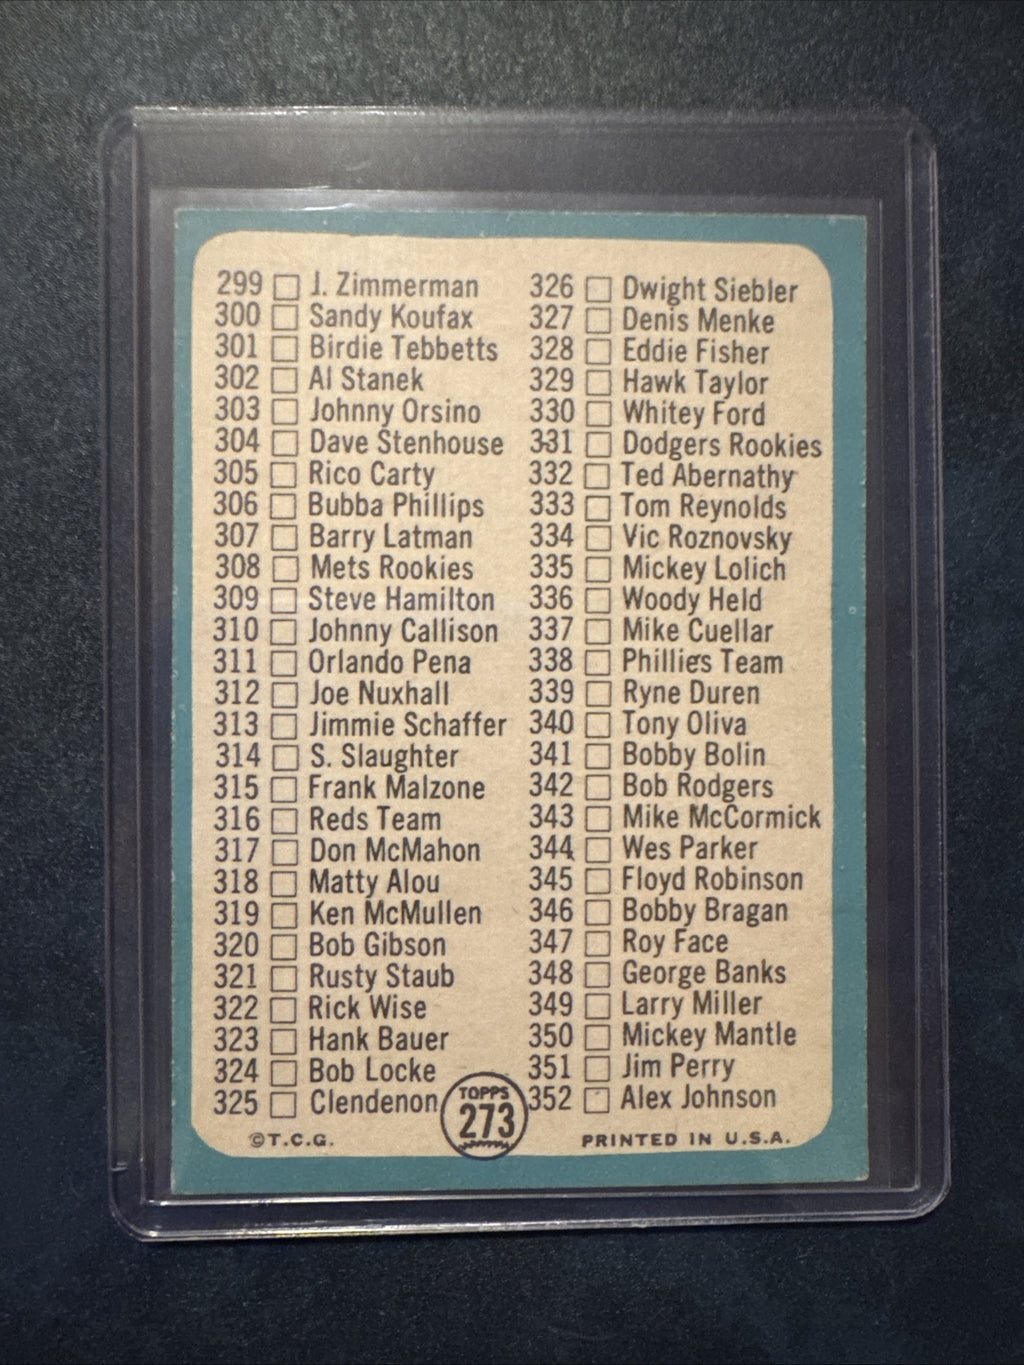 299 J. Zimmerman
300 Sandy Koufax
301 Birdie Tebbetts
302 Al Stanek
303 Johnny Orsino
304 Dave Stenhouse
305 Rico Carty
306 Bubba Phillips
307 Barry Latman
308 Mets Rookies
309 Steve Hamilton
310 Johnny Callison
311 Orlando Pena
312 Joe Nuxhall
313 Jimmie Schaffer
314 S. Slaughter
315 Frank Malzone
316 Reds Team
317 Don McMahon
318 Matty Alou
319 Ken McMullen
320 Bob Gibson
321 Rusty Staub
322 Rick Wise
323 Hank Bauer
324 Bob Locke
325 Clendenon
326 Dwight Siebler
327 Denis Menke
328 Eddie Fisher
329 Hawk Taylor
330 Whitey Ford
331 Dodgers Rookies
332 Ted Abernathy
333 Tom Reynolds
334 Vic Roznovsky
335 Mickey Lolich
336 Woody Held
337 Mike Cuellar
338 Phillies Team
339 Ryne Duren
340 Tony Oliva
341 Bobby Bolin
342 Bob Rodgers
343 Mike McCormick
344 Wes Parker
345 Floyd Robinson
346 Bobby Bragan
347 Roy Face
348 George Banks
349 Larry Miller
350 Mickey Mantle
351 Jim Perry
352 Alex Johnson
TOPPS
273
©T.C.G.
PRINTED IN U.S.A.